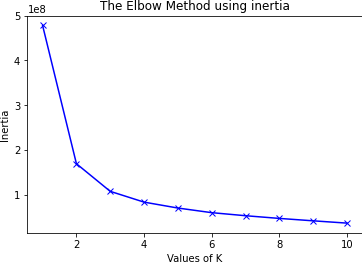 The Elbow Method using inertia
1e8
5
4
3
2
1
Inertia
2 4 6 8 10
Values of K